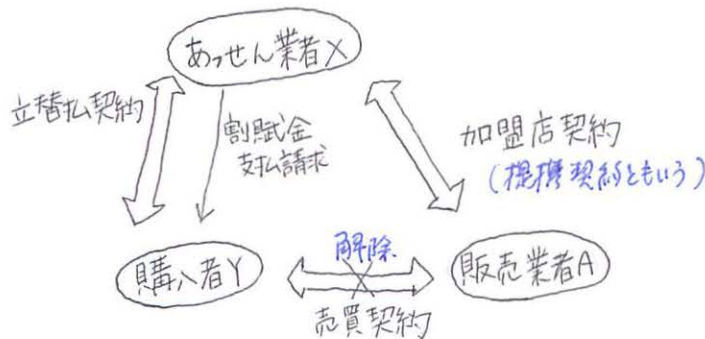 あっせん業者X
立替払契約
割賦金
支払請求
加盟店契約
(提携契約ともいう)
解除
購入者Y
販売業者A
売買契約